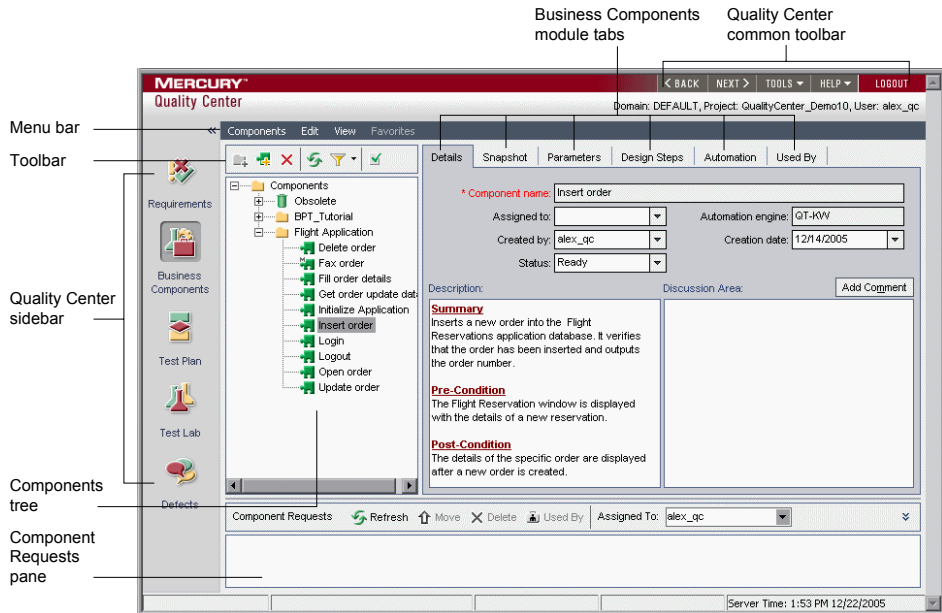 Business Components
module tabs
Quality Center
common toolbar
MERCURY™
< BACK NEXT > TOOLS HELP LOGOUT
Quality Center
Domain: DEFAULT, Project: QualityCenter_Demo10, User: alex_qc
Menu bar
« Components Edit View Favorites
Toolbar
Details Snapshot Parameters Design Steps Automation Used By
Requirements
Business
Components
Test Plan
Test Lab
Defects
Quality Center
sidebar
Components
Obsolete
BPT_Tutorial
Flight Application
Delete order
M Fax order
Fill order details
Get order update dat
Initialize Application
Insert order
Login
Logout
Open order
Update order
* Component name: Insert order
Assigned to: Automation engine: QT-KW
Created by: alex_qc Creation date: 12/14/2005
Status: Ready
Description: Discussion Area: Add Comment
Summary
Inserts a new order into the Flight
Reservations application database. It verifies
that the order has been inserted and outputs
the order number.
Pre-Condition
The Flight Reservation window is displayed
with the details of a new reservation.
Post-Condition
The details of the specific order are displayed
after a new order is created.
Components
tree
Component
Requests
pane
Component Requests Refresh Move Delete Used By Assigned To: alex_qc
Server Time: 1:53 PM 12/22/2005